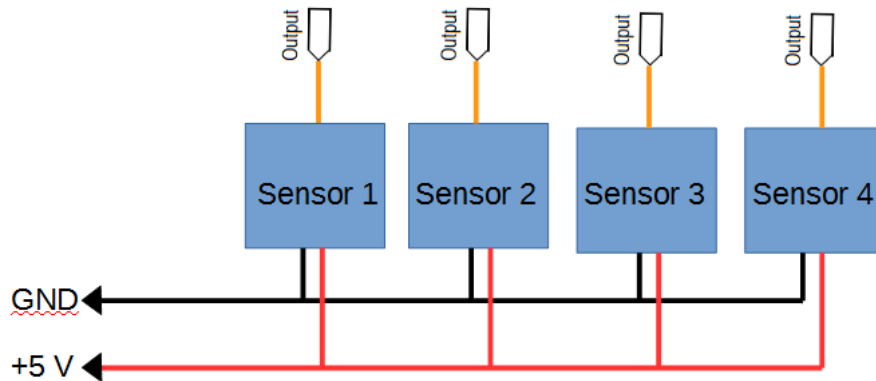 Output
Output
Output
Output
Sensor 1
Sensor 2
Sensor 3
Sensor 4
GND
+5 V